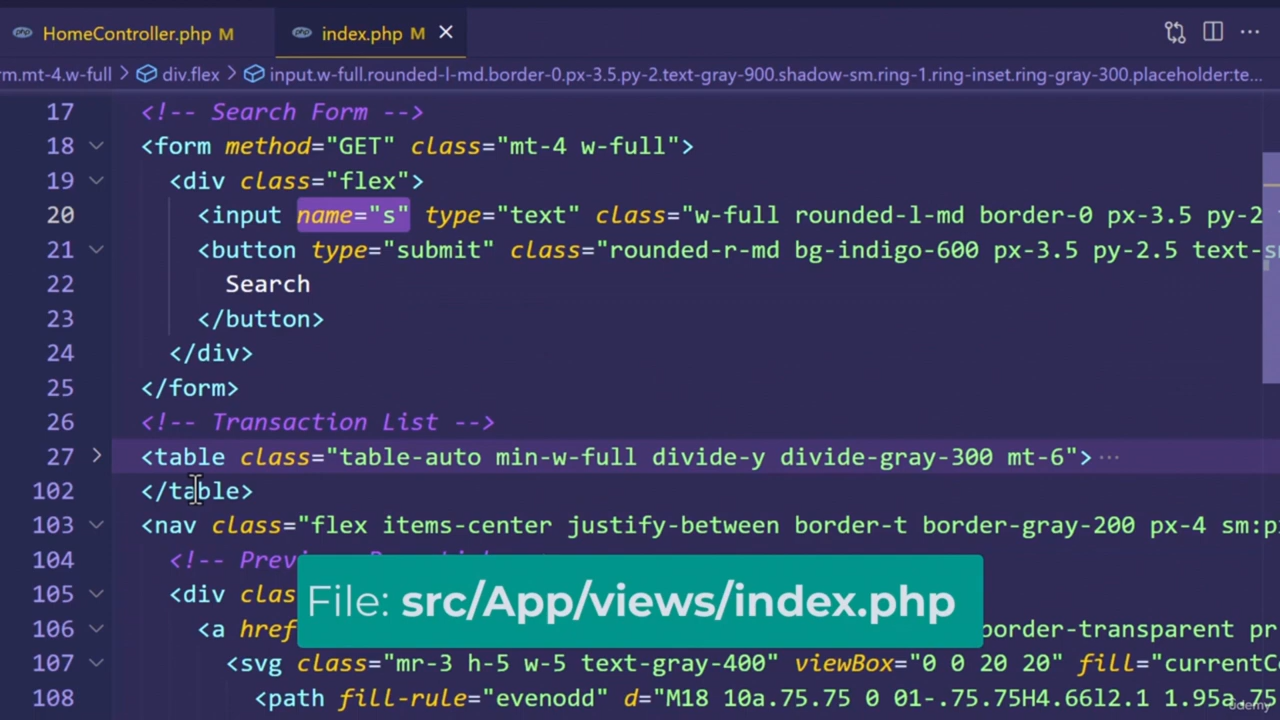 HomeController.php M index.php M
rm.mt-4.w-full > div.flex > input.w-full.rounded-l-md.border-0.px-3.5.py-2.text-gray-900.shadow-sm.ring-1.ring-inset.ring-gray-300.placeholder:te...
17 <!-- Search Form -->
18 <form method="GET" class="mt-4 w-full">
19 <div class="flex">
20 <input name="s" type="text" class="w-full rounded-l-md border-0 px-3.5 py-2
21 <button type="submit" class="rounded-r-md bg-indigo-600 px-3.5 py-2.5 text-s
22 Search
23 </button>
24 </div>
25 </form>
26 <!-- Transaction List -->
27 <table class="table-auto min-w-full divide-y divide-gray-300 mt-6"> ...
102 </table>
103 <nav class="flex items-center justify-between border-t border-gray-200 px-4 sm:p
104 <!--
105 <div clas
106 <a href border-transparent pr
107 <svg class="mr-3 h-5 w-5 text-gray-400" viewBox="0 0 20 20" fill="currentC
108 <path fill-rule="evenodd" d="M18 10a.75.75 0 01-.75.75H4.66l2.1 1.95a.75
File: src/App/views/index.php
Udemy